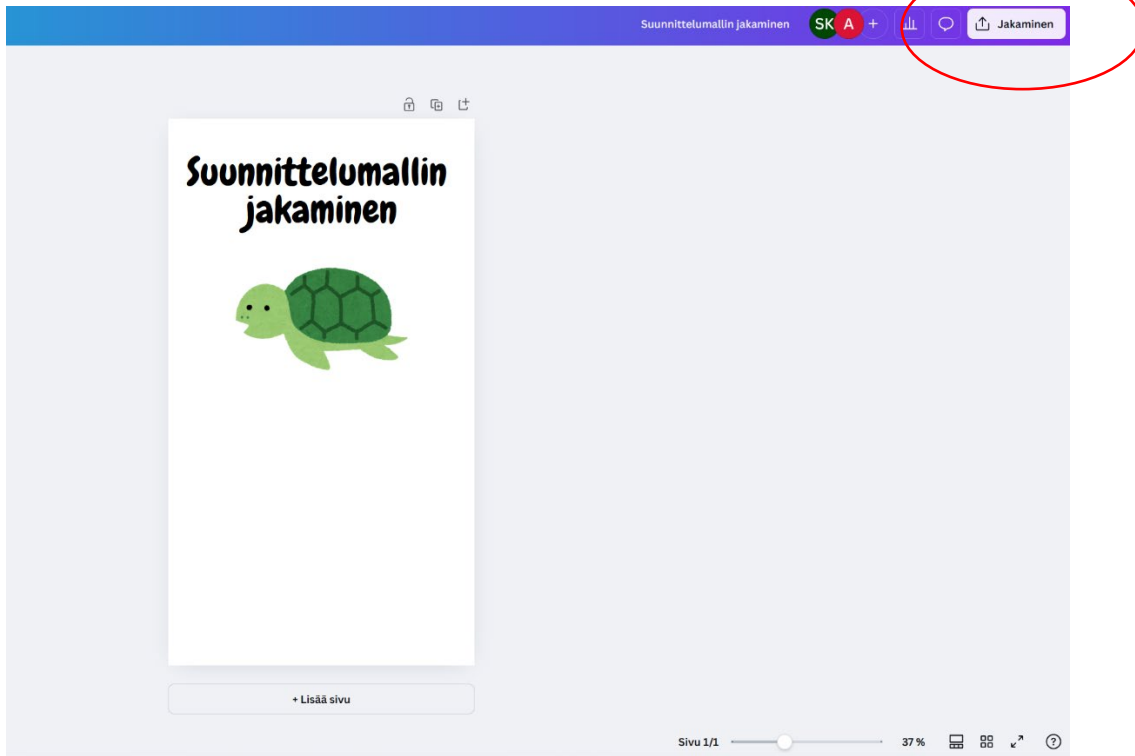 Suunnittelumallin jakaminen SK A + Jakaminen
Suunnittelumallin
jakaminen
+ Lisää sivu
Sivu 1/1 37 % ?